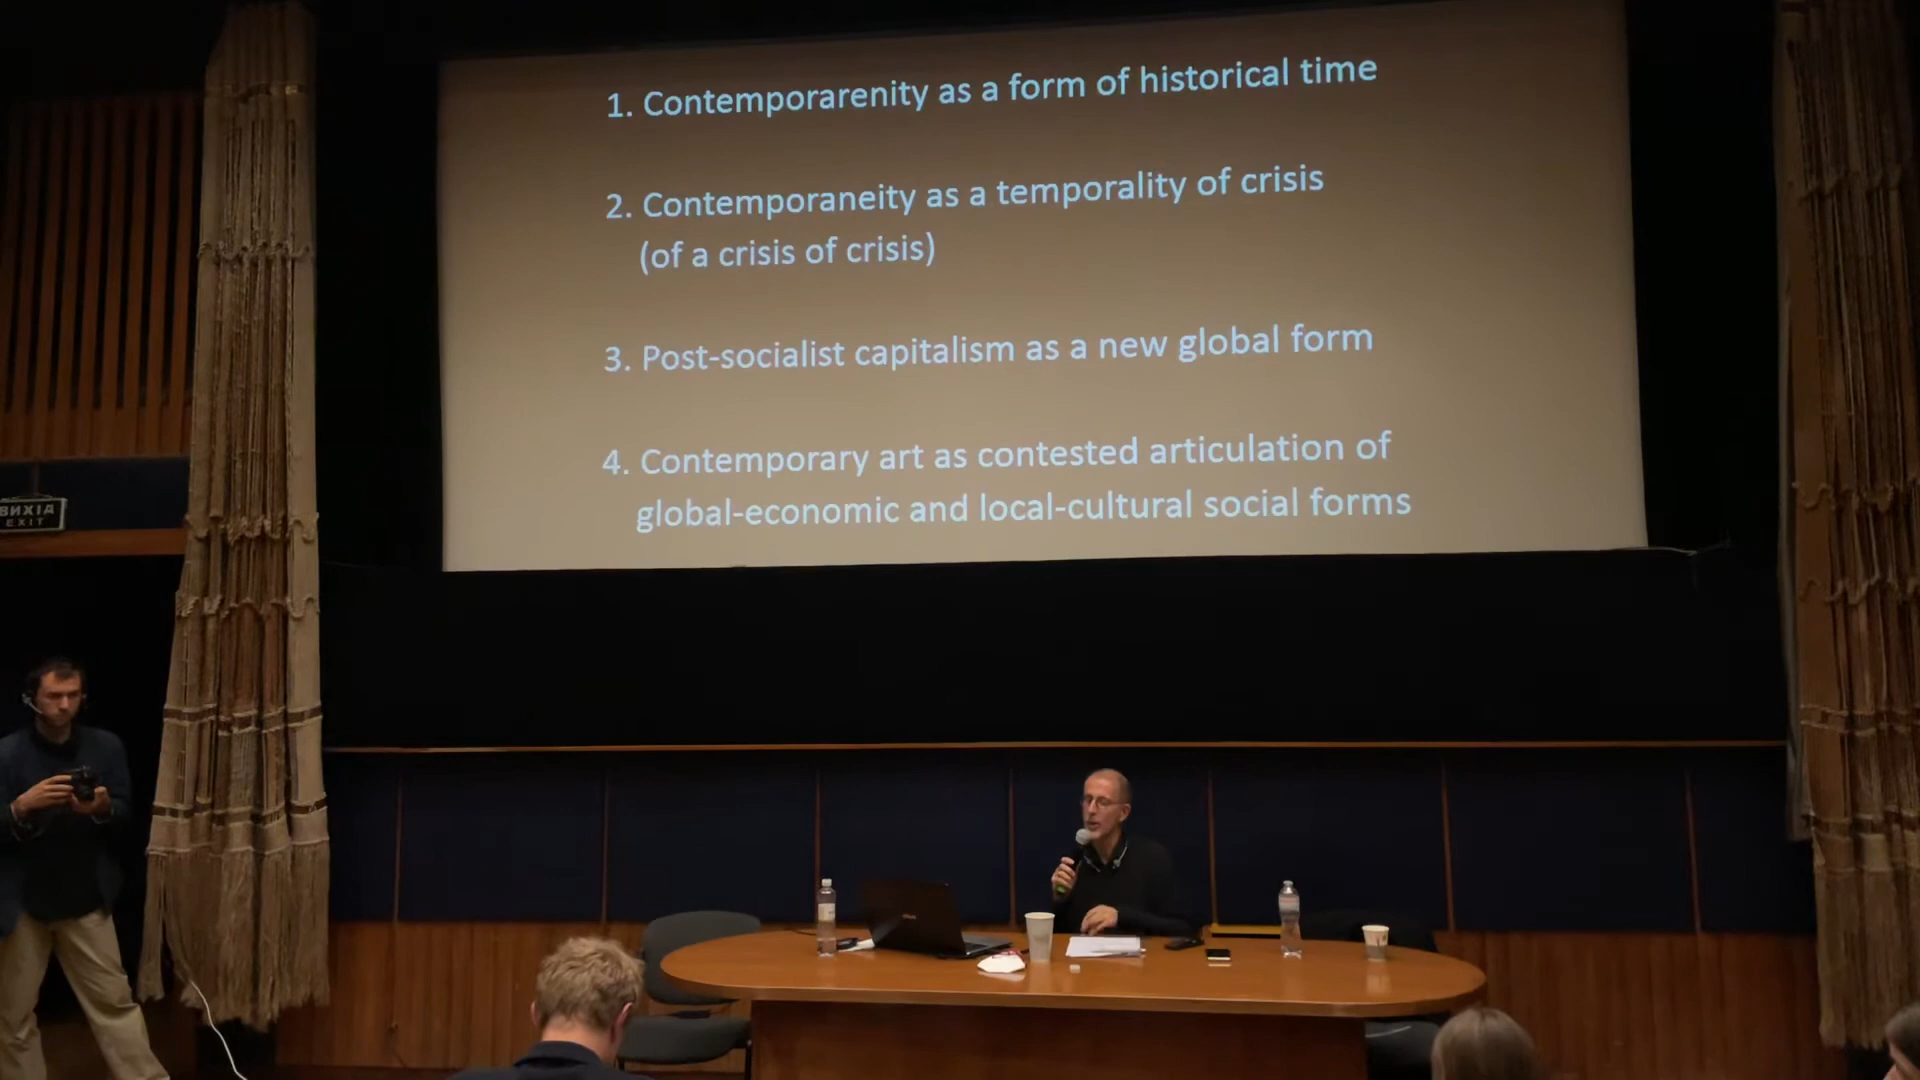 1. Contemporarenity as a form of historical time
2. Contemporaneity as a temporality of crisis
(of a crisis of crisis)
3. Post-socialist capitalism as a new global form
4. Contemporary art as contested articulation of
global-economic and local-cultural social forms
ВИХІД
EXIT